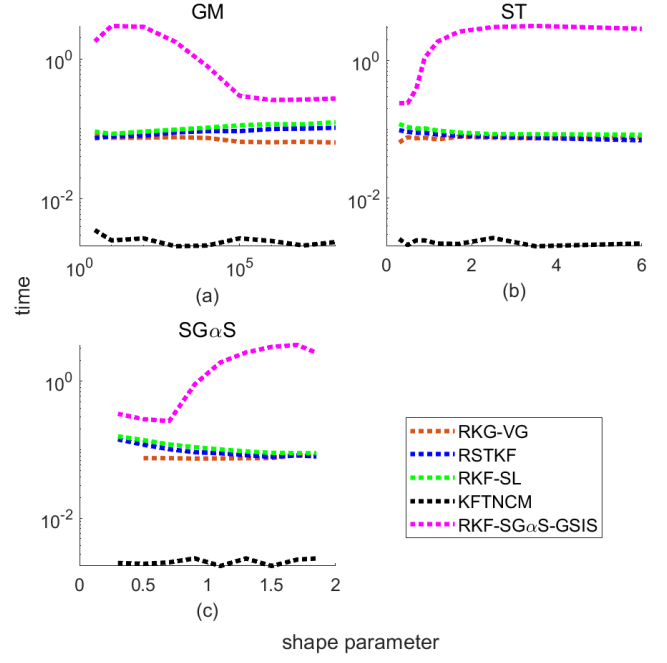 GM
10^0
10^-2
10^0
10^5
(a)
ST
10^0
10^-2
0
2
4
6
(b)
time
SGαS
10^0
10^-2
0
0.5
1
1.5
2
(c)
RKG-VG
RSTKF
RKF-SL
KFTNCM
RKF-SGαS-GSIS
shape parameter